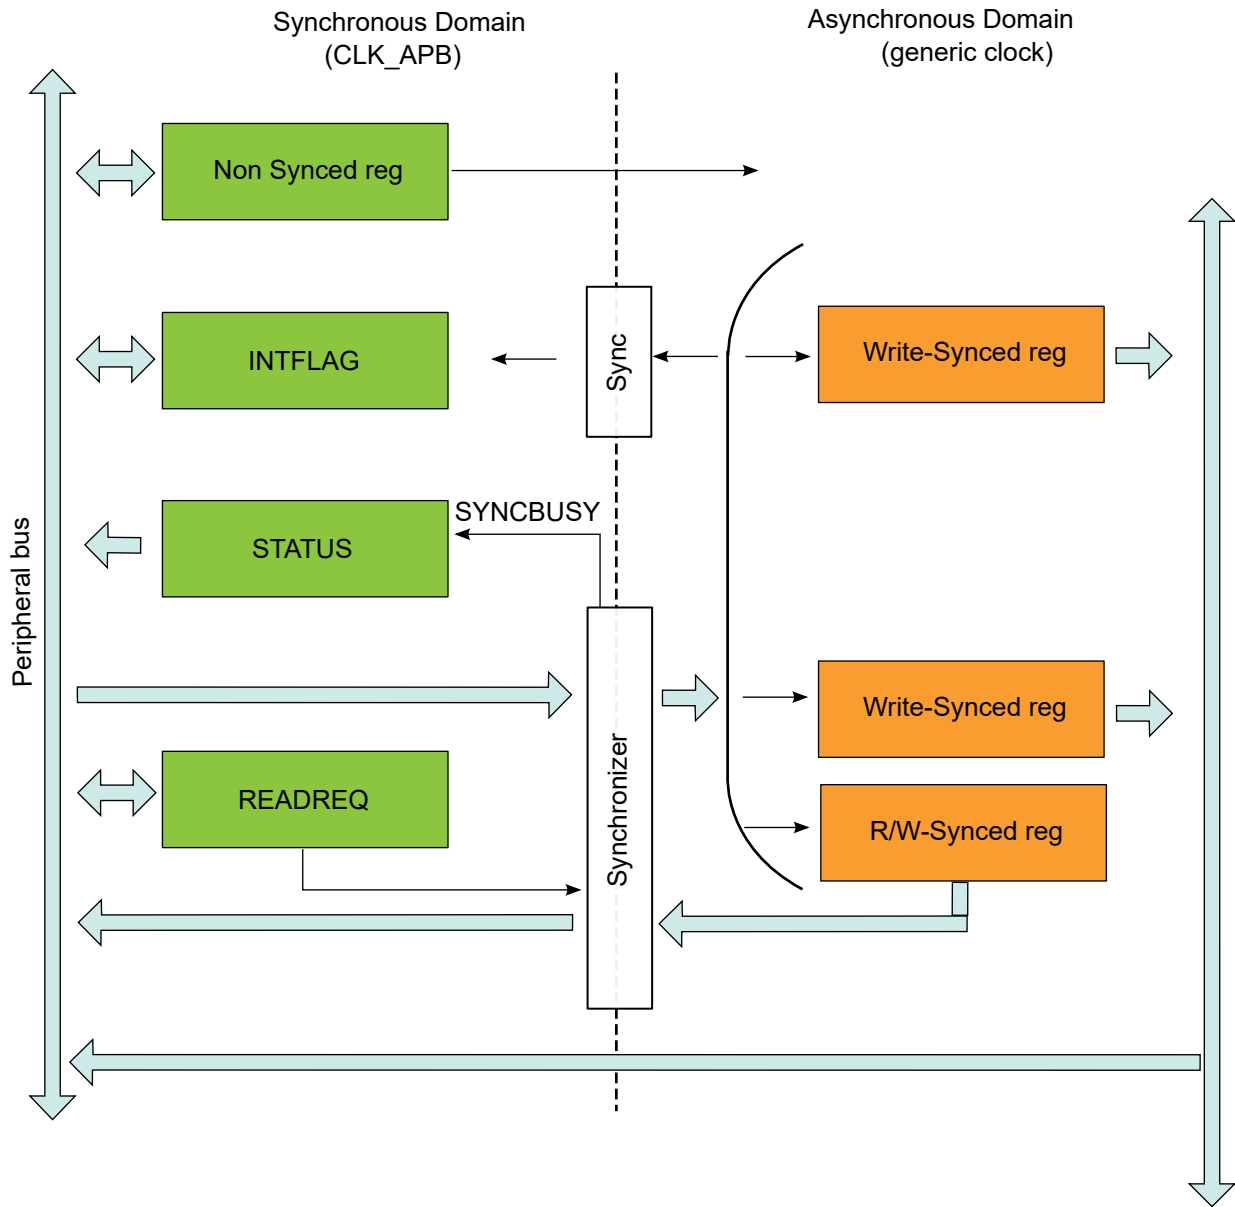 Synchronous Domain
(CLK_APB)
Asynchronous Domain
(generic clock)
Non Synced reg
INTFLAG
Sync
Write-Synced reg
SYNCBUSY
STATUS
Peripheral bus
Write-Synced reg
Synchronizer
READREQ
R/W-Synced reg